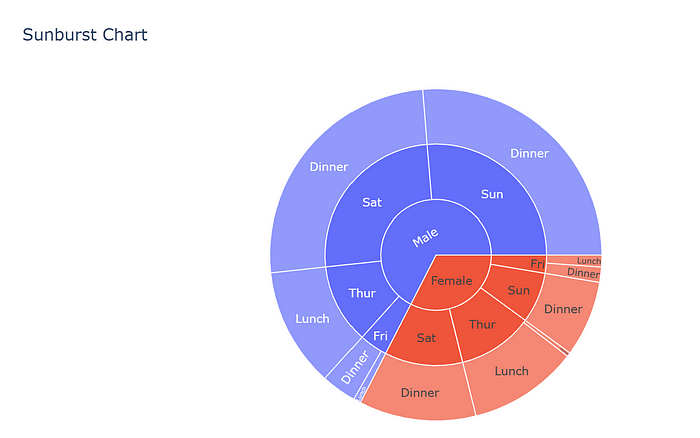 Sunburst Chart
Dinner
Dinner
Sat
Sun
Male
Fri
Lunch
Dinner
Female
Sun
Thur
Dinner
Lunch
Thur
Fri
Sat
Dinner
Lunch
Dinner
Lunch